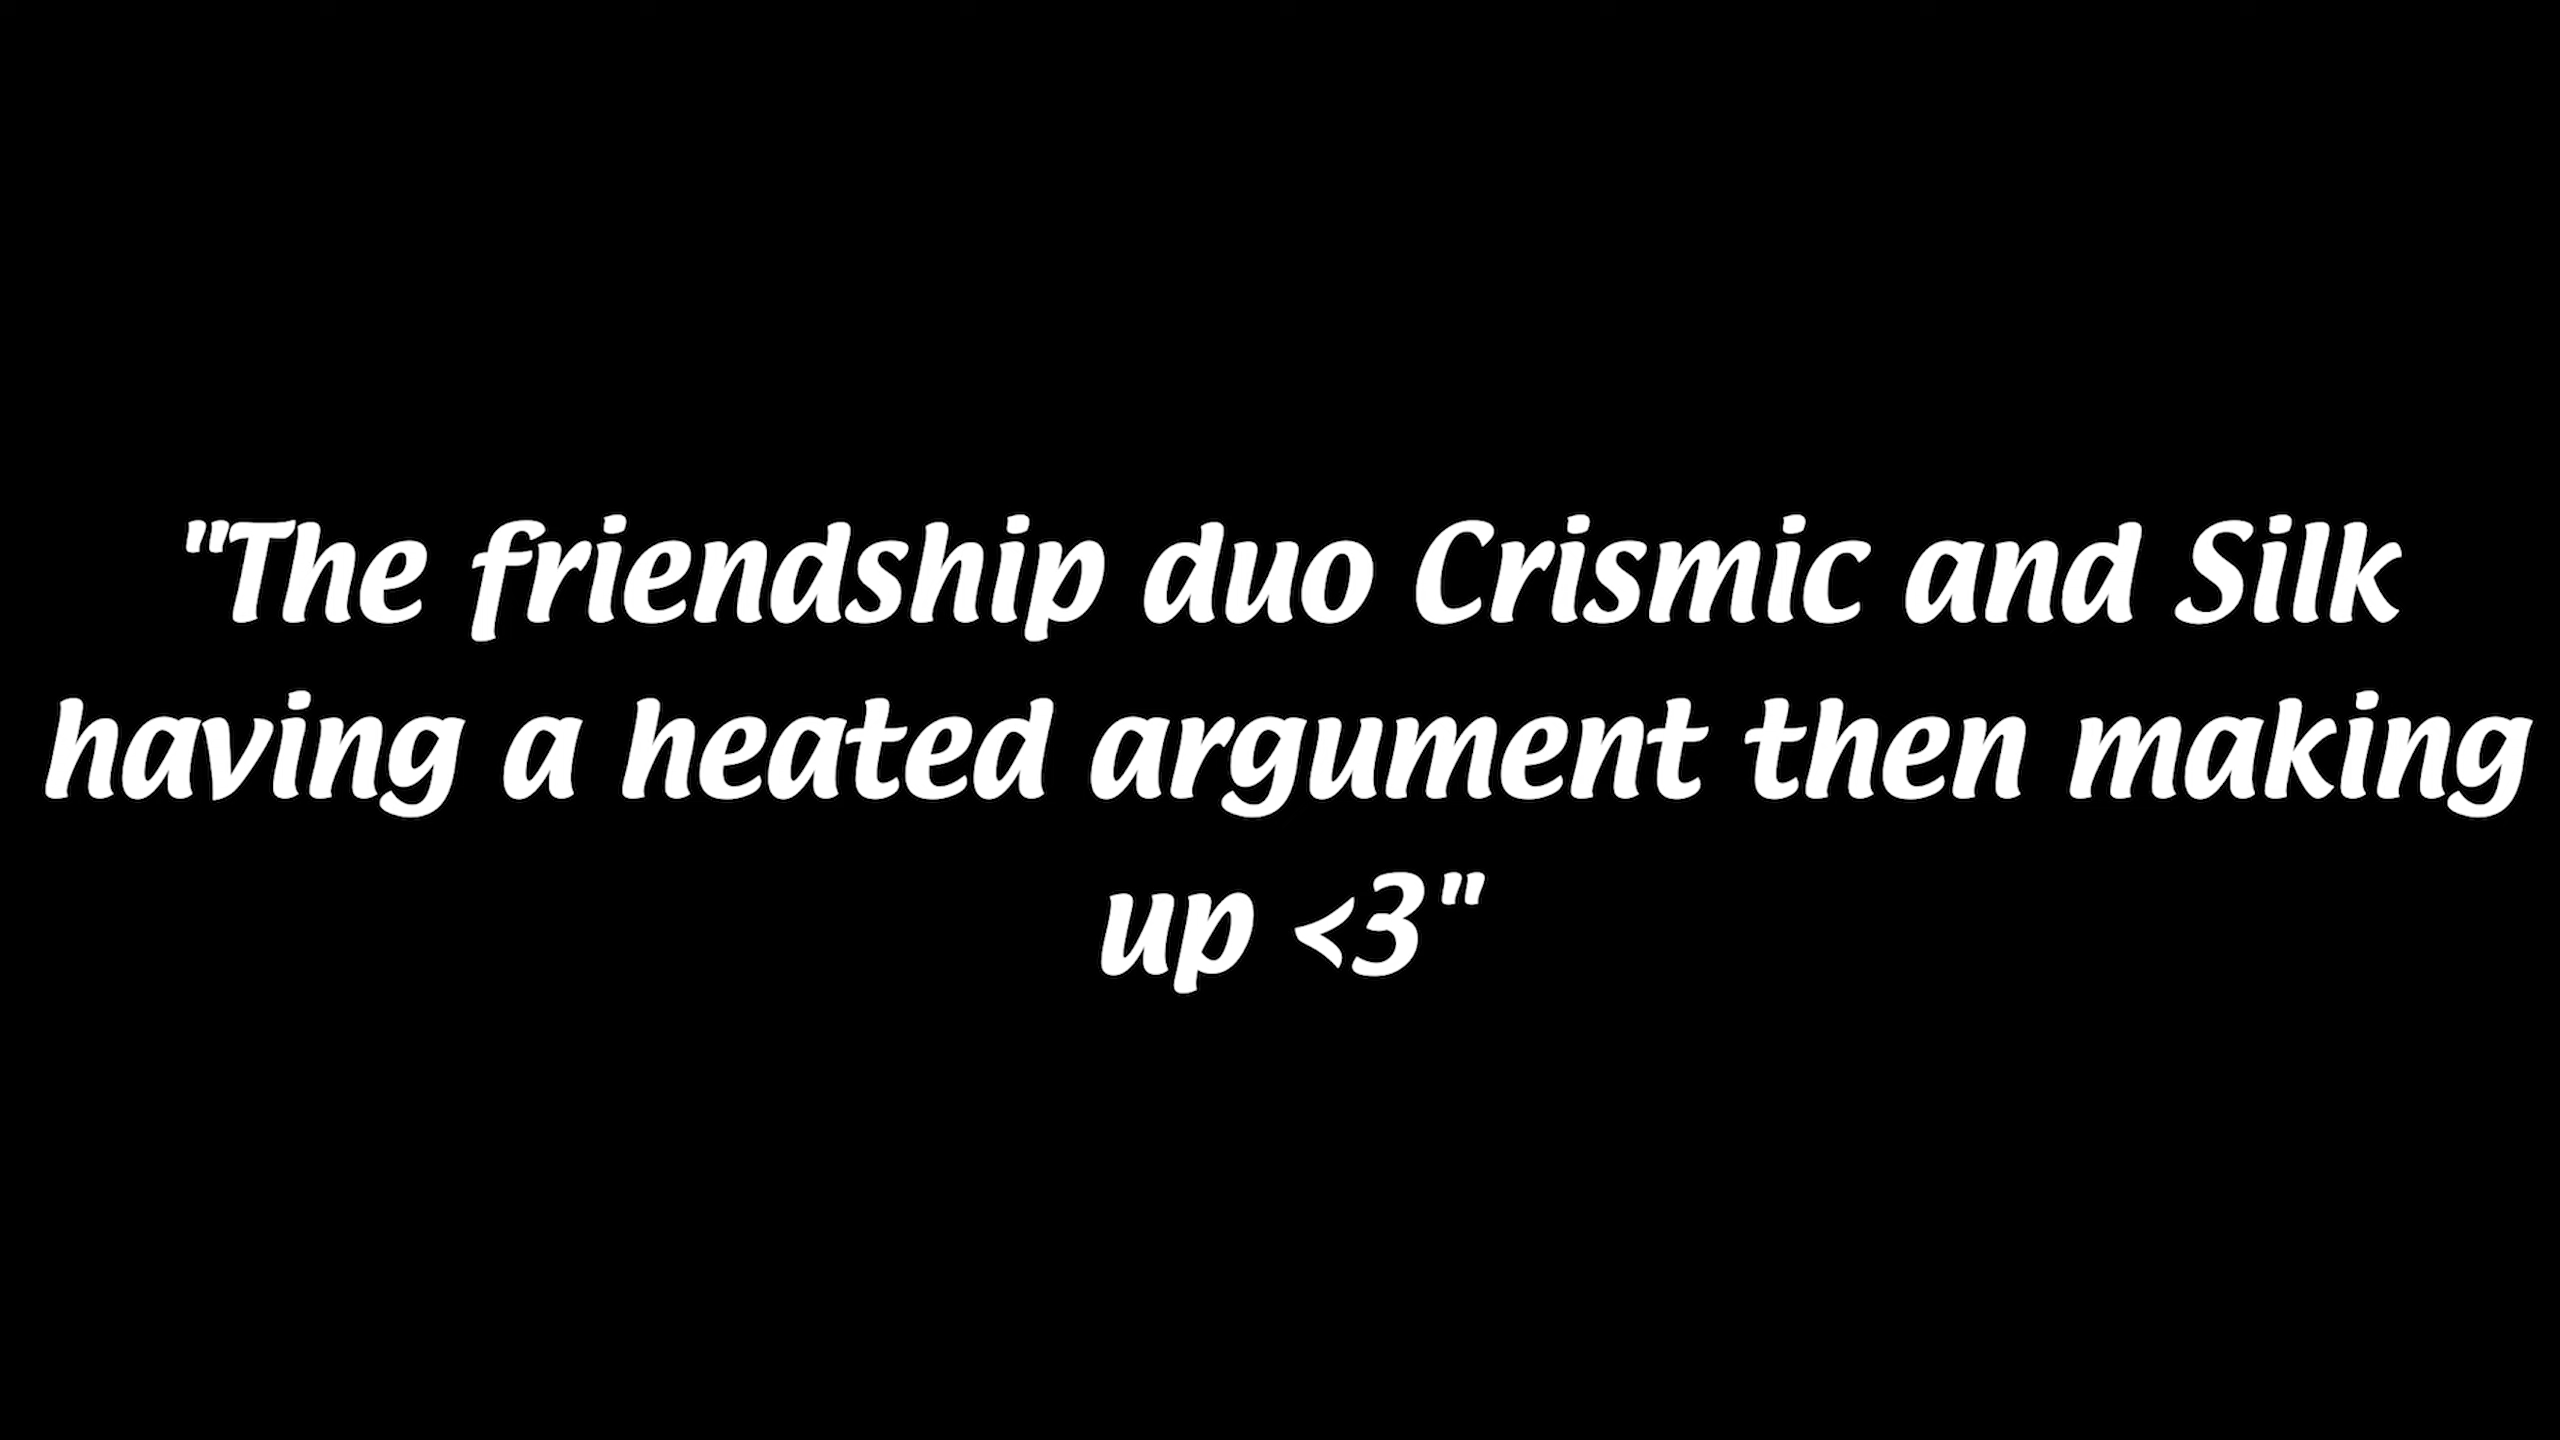 "The friendship duo Crismic and Silk
having a heated argument then making
up <3"